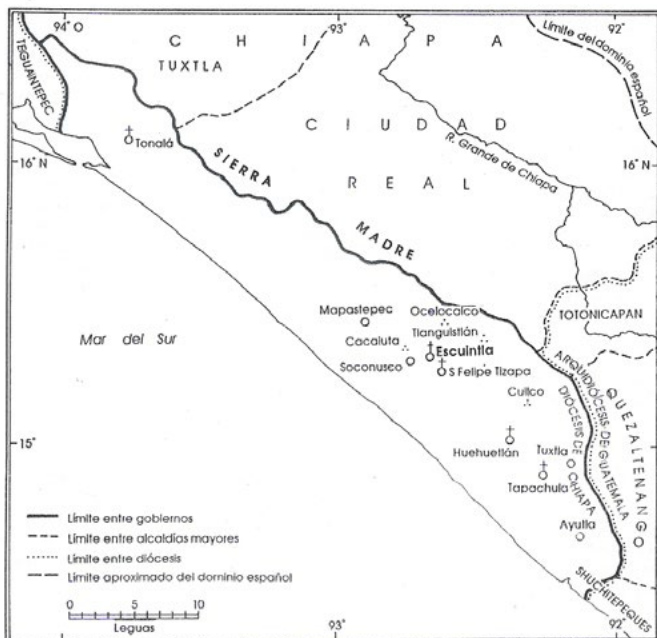 94° O
93°
92°
C H I A P A
TUXTLA
Límite del dominio español
TEGUANTEPEC
C I U D A D
Tonalá
R. Grande de Chiapa
16° N
16° N
SIERRA
R E A L
MADRE
Mapastepec
Ocelocalco
TOTONICAPAN
Tianguistlán
Mar del Sur
Cacaluta
Escuintla
Soconusco
S Felipe Tizapa
ARQUIDIÓCESIS DE GUATEMALA
DIÓCESIS DE CHIAPA
QUEZALTENANGO
Cuilco
15°
15°
Huehuetlán
Tuxtla
Tapachula
Ayutla
Límite entre gobiernos
Límite entre alcaldías mayores
Límite entre diócesis
Límite aproximado del dominio español
SHUCHITEPEQUES
0 5 10
Leguas
93°
92°